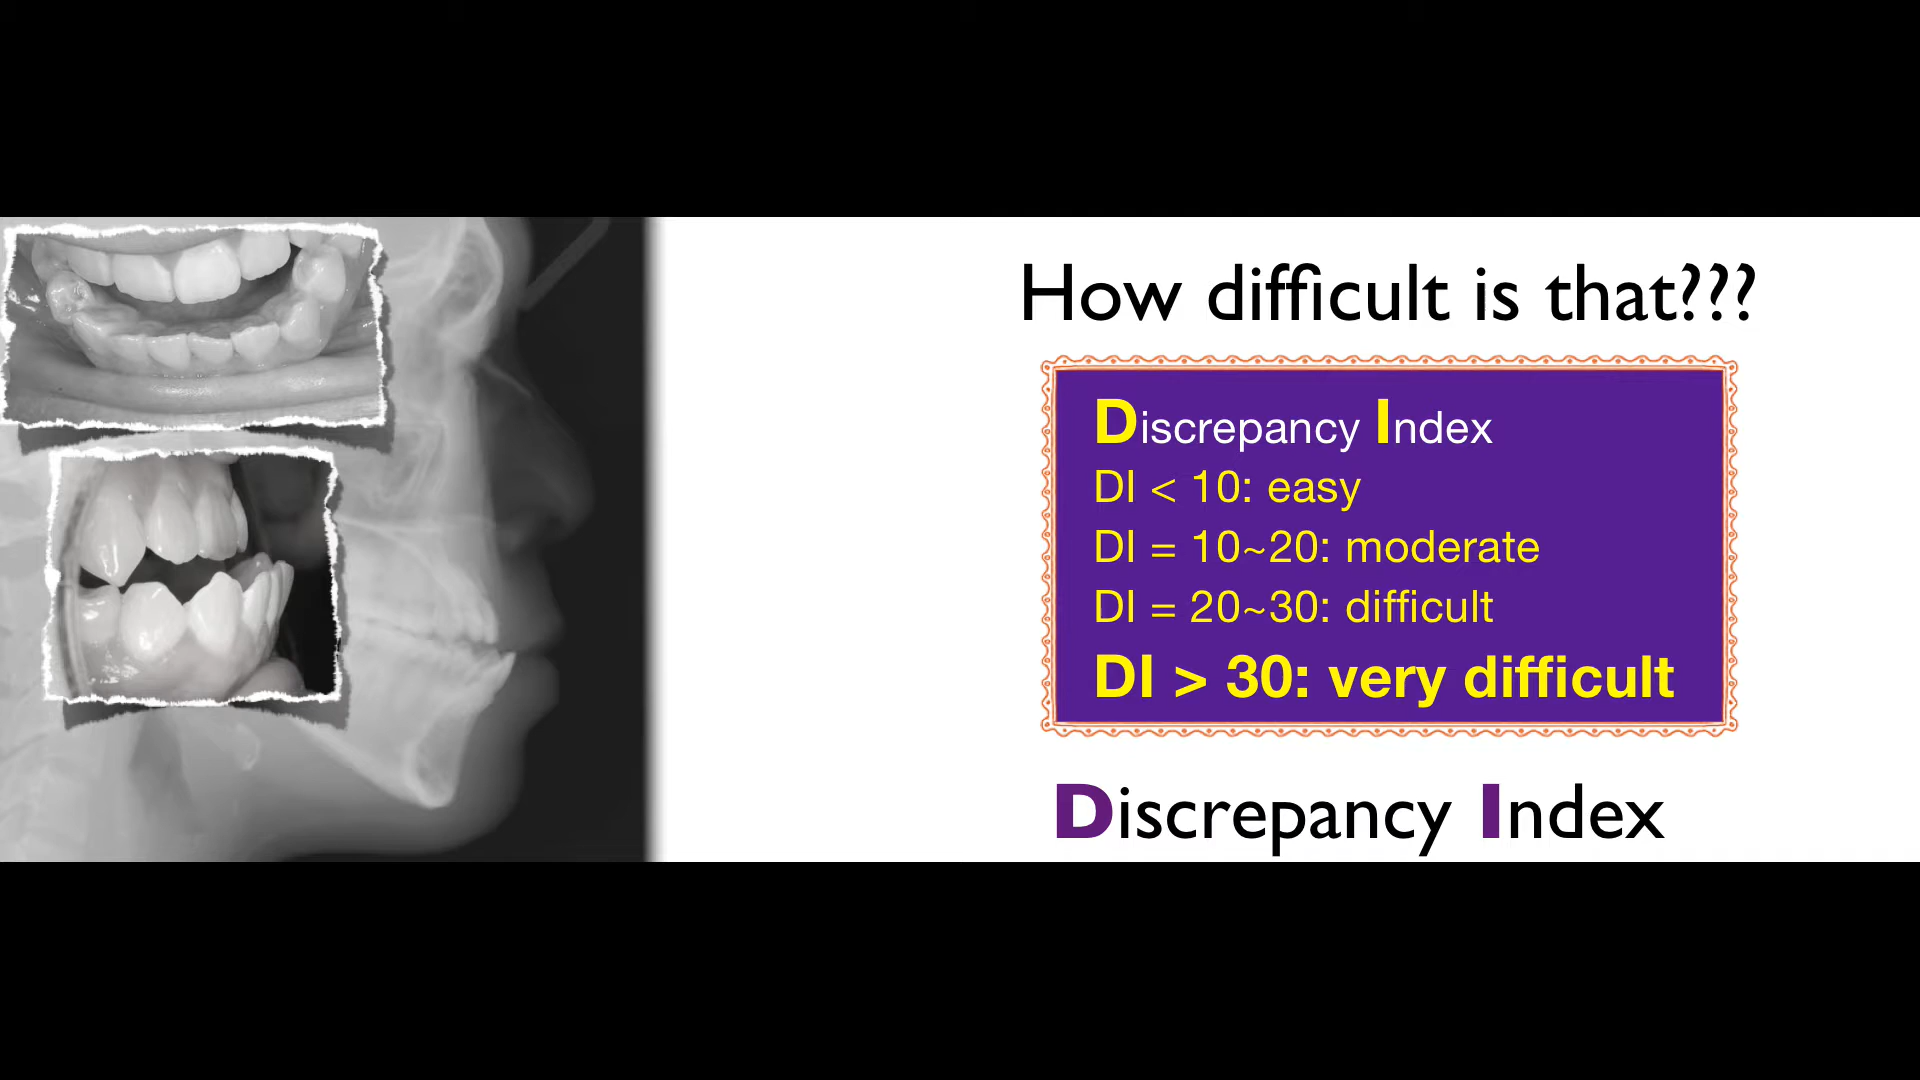 How difficult is that???
Discrepancy Index
DI < 10: easy
DI = 10~20: moderate
DI = 20~30: difficult
DI > 30: very difficult
Discrepancy Index